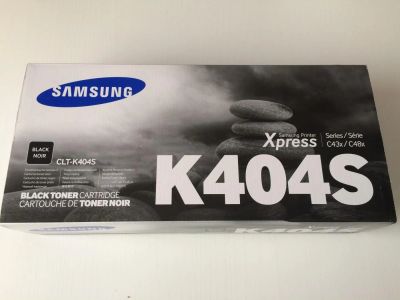 SAMSUNG
Samsung Printer
Xpress
Series / Série
C43x / C48x
BLACK
NOIR
CLT-K404S
K404S
BLACK TONER CARTRIDGE
CARTOUCHE DE TONER NOIR
K404S